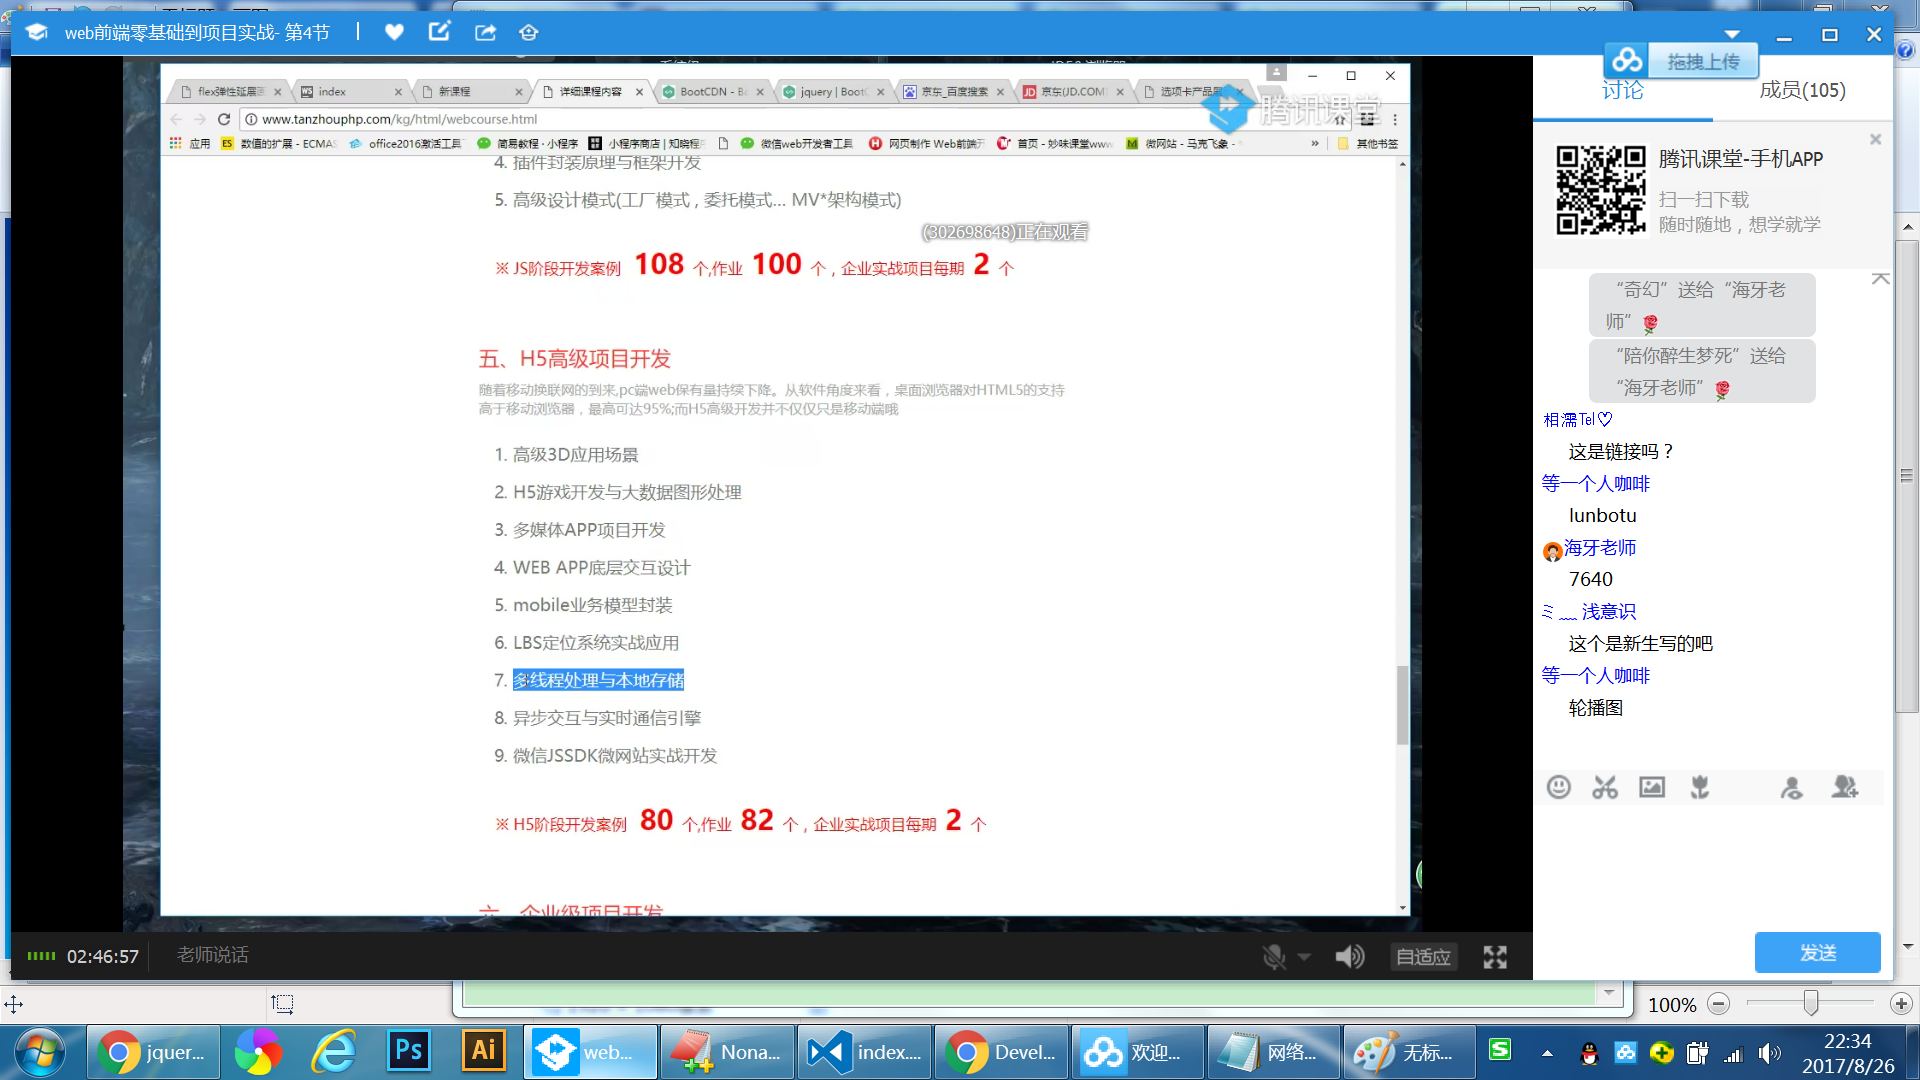 web前端零基础到项目实战- 第4节
拖拽上传
flex弹性延展
index
新课程
详细课程内容
BootCDN - B
jquery | BootC
京东_百度搜索
京东(JD.COM
选项卡产品
腾讯课堂
www.tanzhouphp.com/kg/html/webcourse.html
应用
数值的扩展 - ECMAS
office2016激活工具
简易教程 · 小程序
小程序商店 | 知晓程
微信web开发者工具
网页制作 Web前端
首页 - 妙味课堂www
微网站 - 马克飞象 -
»
其他书签
4. 插件封装原理与框架开发
5. 高级设计模式(工厂模式 , 委托模式... MV*架构模式)
(302698648)正在观看
※ JS阶段开发案例 108 个,作业 100 个 , 企业实战项目每期 2 个
五、H5高级项目开发
随着移动换联网的到来,pc端web保有量持续下降。从软件角度来看 , 桌面浏览器对HTML5的支持
高于移动浏览器 , 最高可达95%;而H5高级开发并不仅仅只是移动端哦
1. 高级3D应用场景
2. H5游戏开发与大数据图形处理
3. 多媒体APP项目开发
4. WEB APP底层交互设计
5. mobile业务模型封装
6. LBS定位系统实战应用
7. 多线程处理与本地存储
8. 异步交互与实时通信引擎
9. 微信JSSDK微网站实战开发
※ H5阶段开发案例 80 个,作业 82 个 , 企业实战项目每期 2 个
六、企业级项目开发
02:46:57
老师说话
自适应
讨论
成员(105)
腾讯课堂-手机APP
扫一扫下载
随时随地，想学就学
“奇幻”送给“海牙老
师”
“陪你醉生梦死”送给
“海牙老师”
相濡Tel♡
这是链接吗？
等一个人咖啡
lunbotu
海牙老师
7640
ミ﹏浅意识
这个是新生写的吧
等一个人咖啡
轮播图
发送
100%
jquer...
Ps
Ai
web...
Nona...
index....
Devel...
欢迎...
网络...
无标...
22:34
2017/8/26